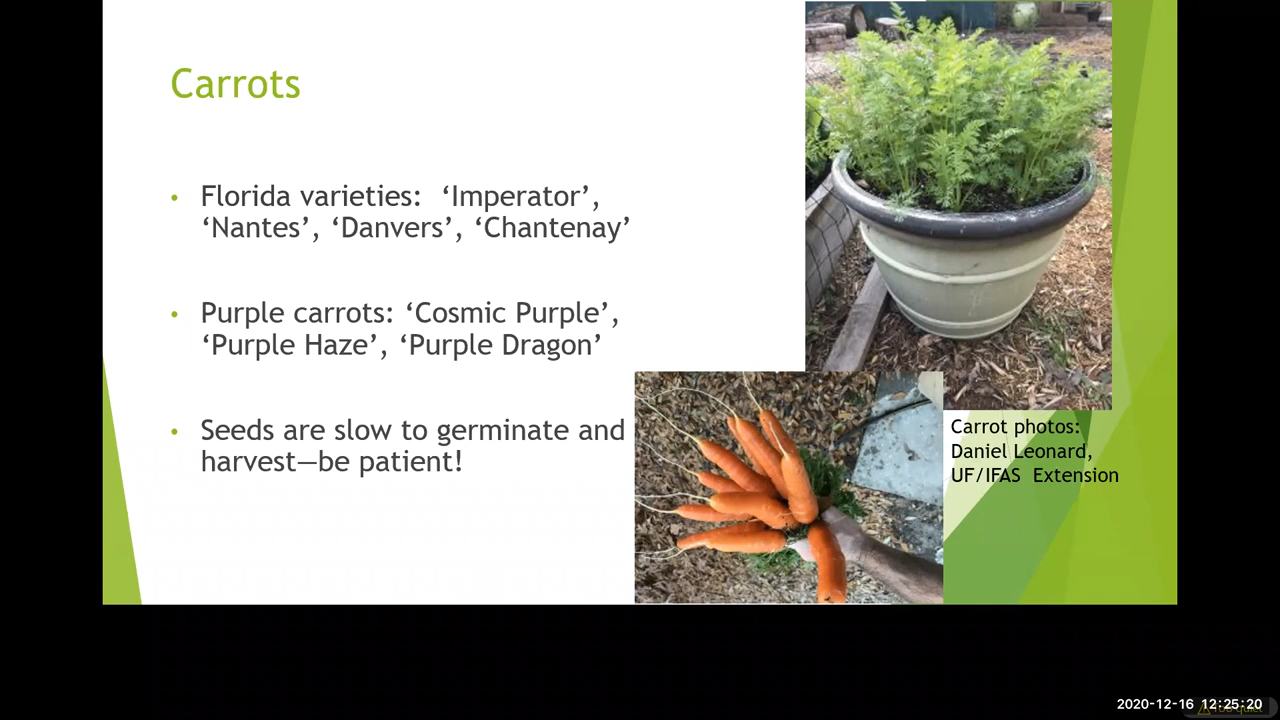 Carrots
• Florida varieties:  ‘Imperator’,
‘Nantes’, ‘Danvers’, ‘Chantenay’
• Purple carrots: ‘Cosmic Purple’,
‘Purple Haze’, ‘Purple Dragon’
• Seeds are slow to germinate and
harvest—be patient!
Carrot photos:
Daniel Leonard,
UF/IFAS  Extension
2020-12-16 12:25:20